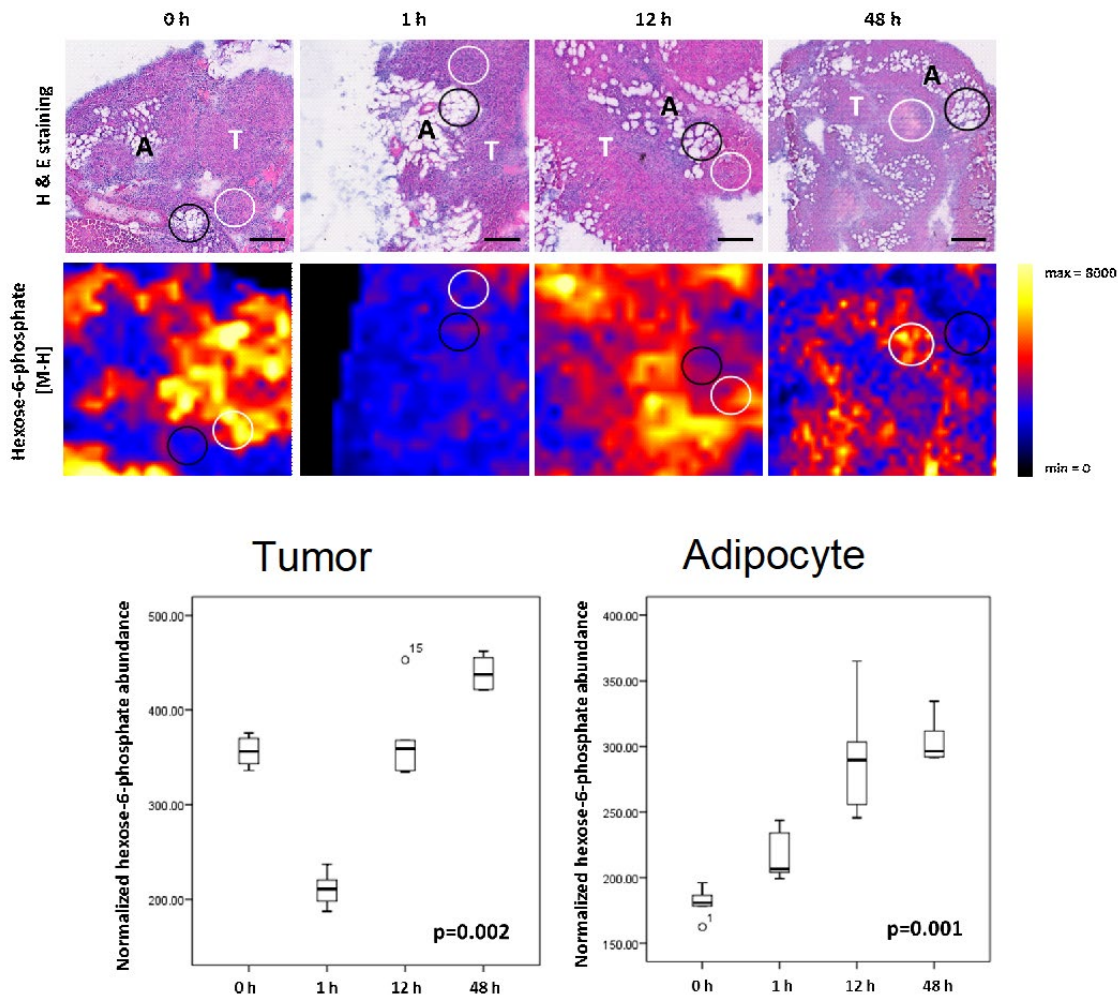 0 h 1 h 12 h 48 h
H & E staining
A T
A T
A T
A T
Hexose-6-phosphate
[M-H]
max = 8000
min = 0
Tumor
Normalized hexose-6-phosphate abundance
500.00
400.00
300.00
200.00
15
p=0.002
0 h 1 h 12 h 48 h
Adipocyte
Normalized hexose-6-phosphate abundance
400.00
350.00
300.00
250.00
200.00
150.00
1
p=0.001
0 h 1 h 12 h 48 h